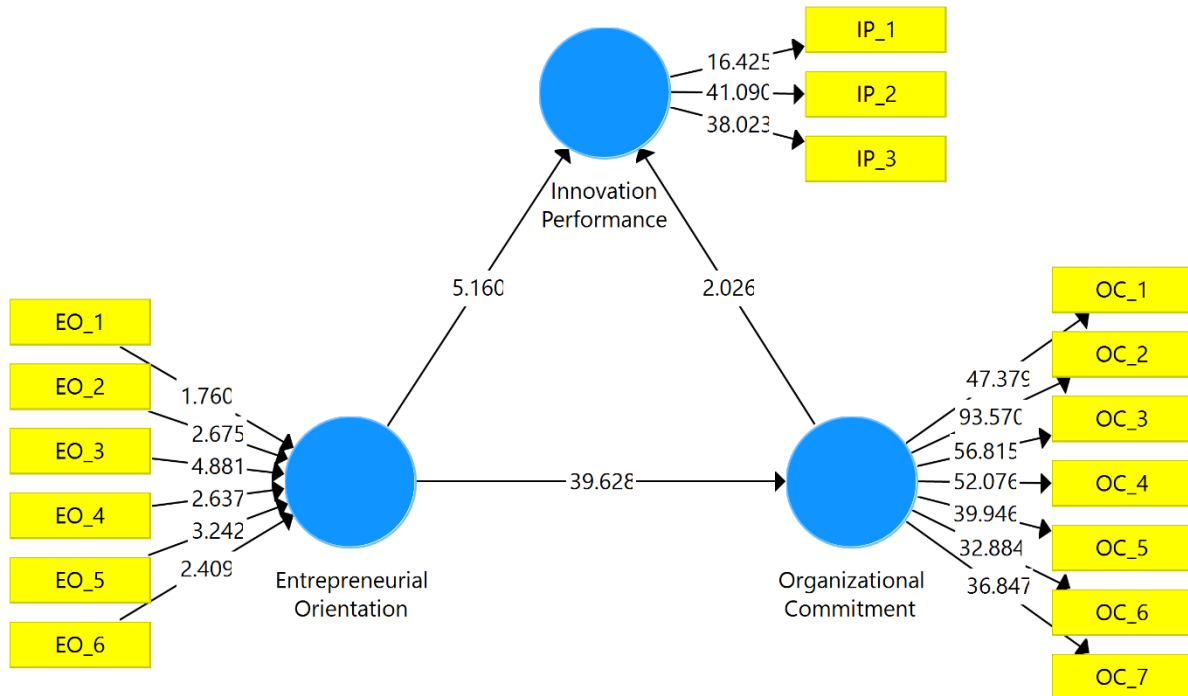 IP_1
16.425
IP_2
41.090
IP_3
38.023
Innovation
Performance
5.160
2.026
EO_1
EO_2
EO_3
EO_4
EO_5
EO_6
1.760
2.675
4.881
2.637
3.242
2.409
Entrepreneurial
Orientation
39.628
Organizational
Commitment
47.379
93.570
56.815
52.076
39.946
32.884
36.847
OC_1
OC_2
OC_3
OC_4
OC_5
OC_6
OC_7